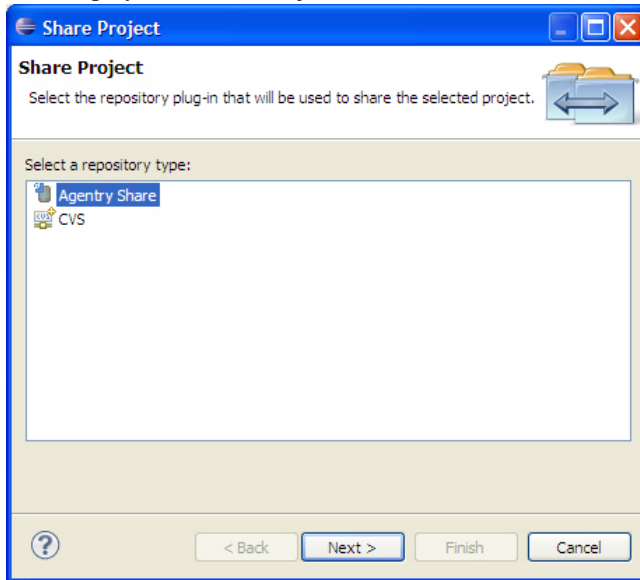 Share Project
Share Project
Select the repository plug-in that will be used to share the selected project.
Select a repository type:
Agentry Share
CVS
< Back
Next >
Finish
Cancel